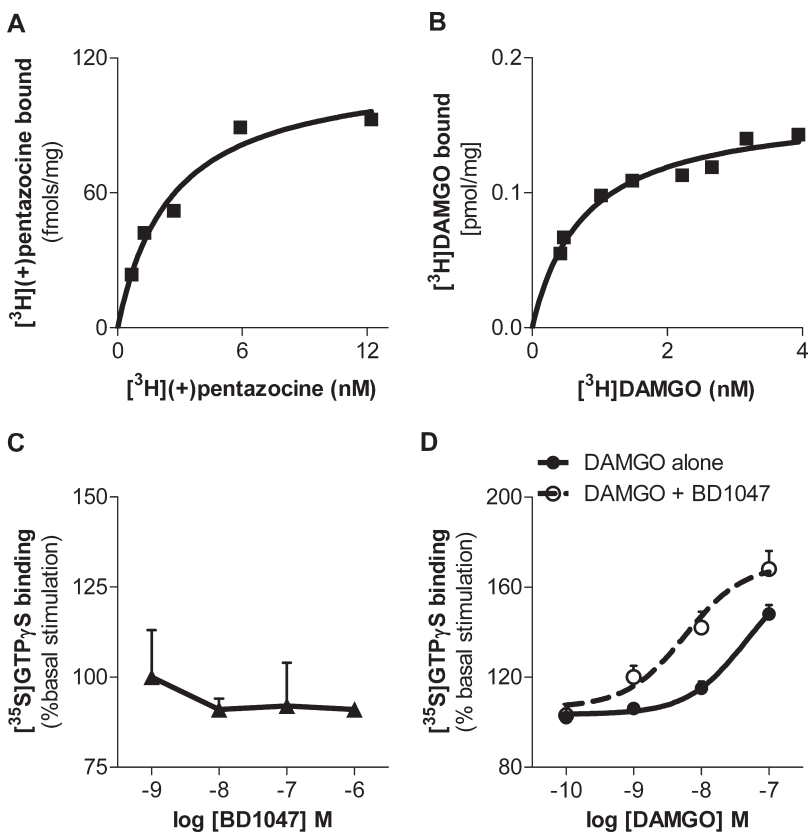 A
120
60
0
0
6
12
[³H](+)pentazocine bound
(fmols/mg)
[³H](+)pentazocine (nM)
B
0.2
0.1
0.0
0
2
4
[³H]DAMGO bound
[pmol/mg]
[³H]DAMGO (nM)
C
150
125
100
75
-9
-8
-7
-6
[³⁵S]GTPγS binding
(%basal stimulation)
log [BD1047] M
D
DAMGO alone
DAMGO + BD1047
200
160
120
80
-10
-9
-8
-7
[³⁵S]GTPγS binding
(% basal stimulation)
log [DAMGO] M